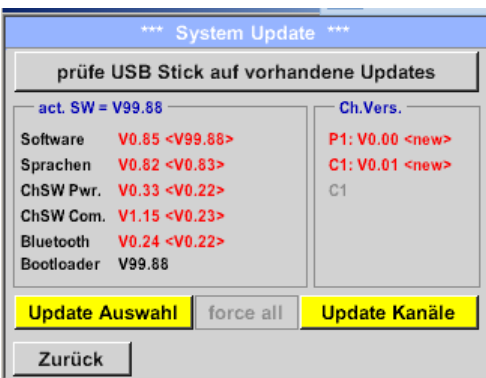 *** System Update ***
prüfe USB Stick auf vorhandene Updates
act. SW = V99.88
Software V0.85 <V99.88>
Sprachen V0.82 <V0.83>
ChSW Pwr. V0.33 <V0.22>
ChSW Com. V1.15 <V0.23>
Bluetooth V0.24 <V0.22>
Bootloader V99.88
Ch.Vers.
P1: V0.00 <new>
C1: V0.01 <new>
C1
Update Auswahl force all Update Kanäle
Zurück